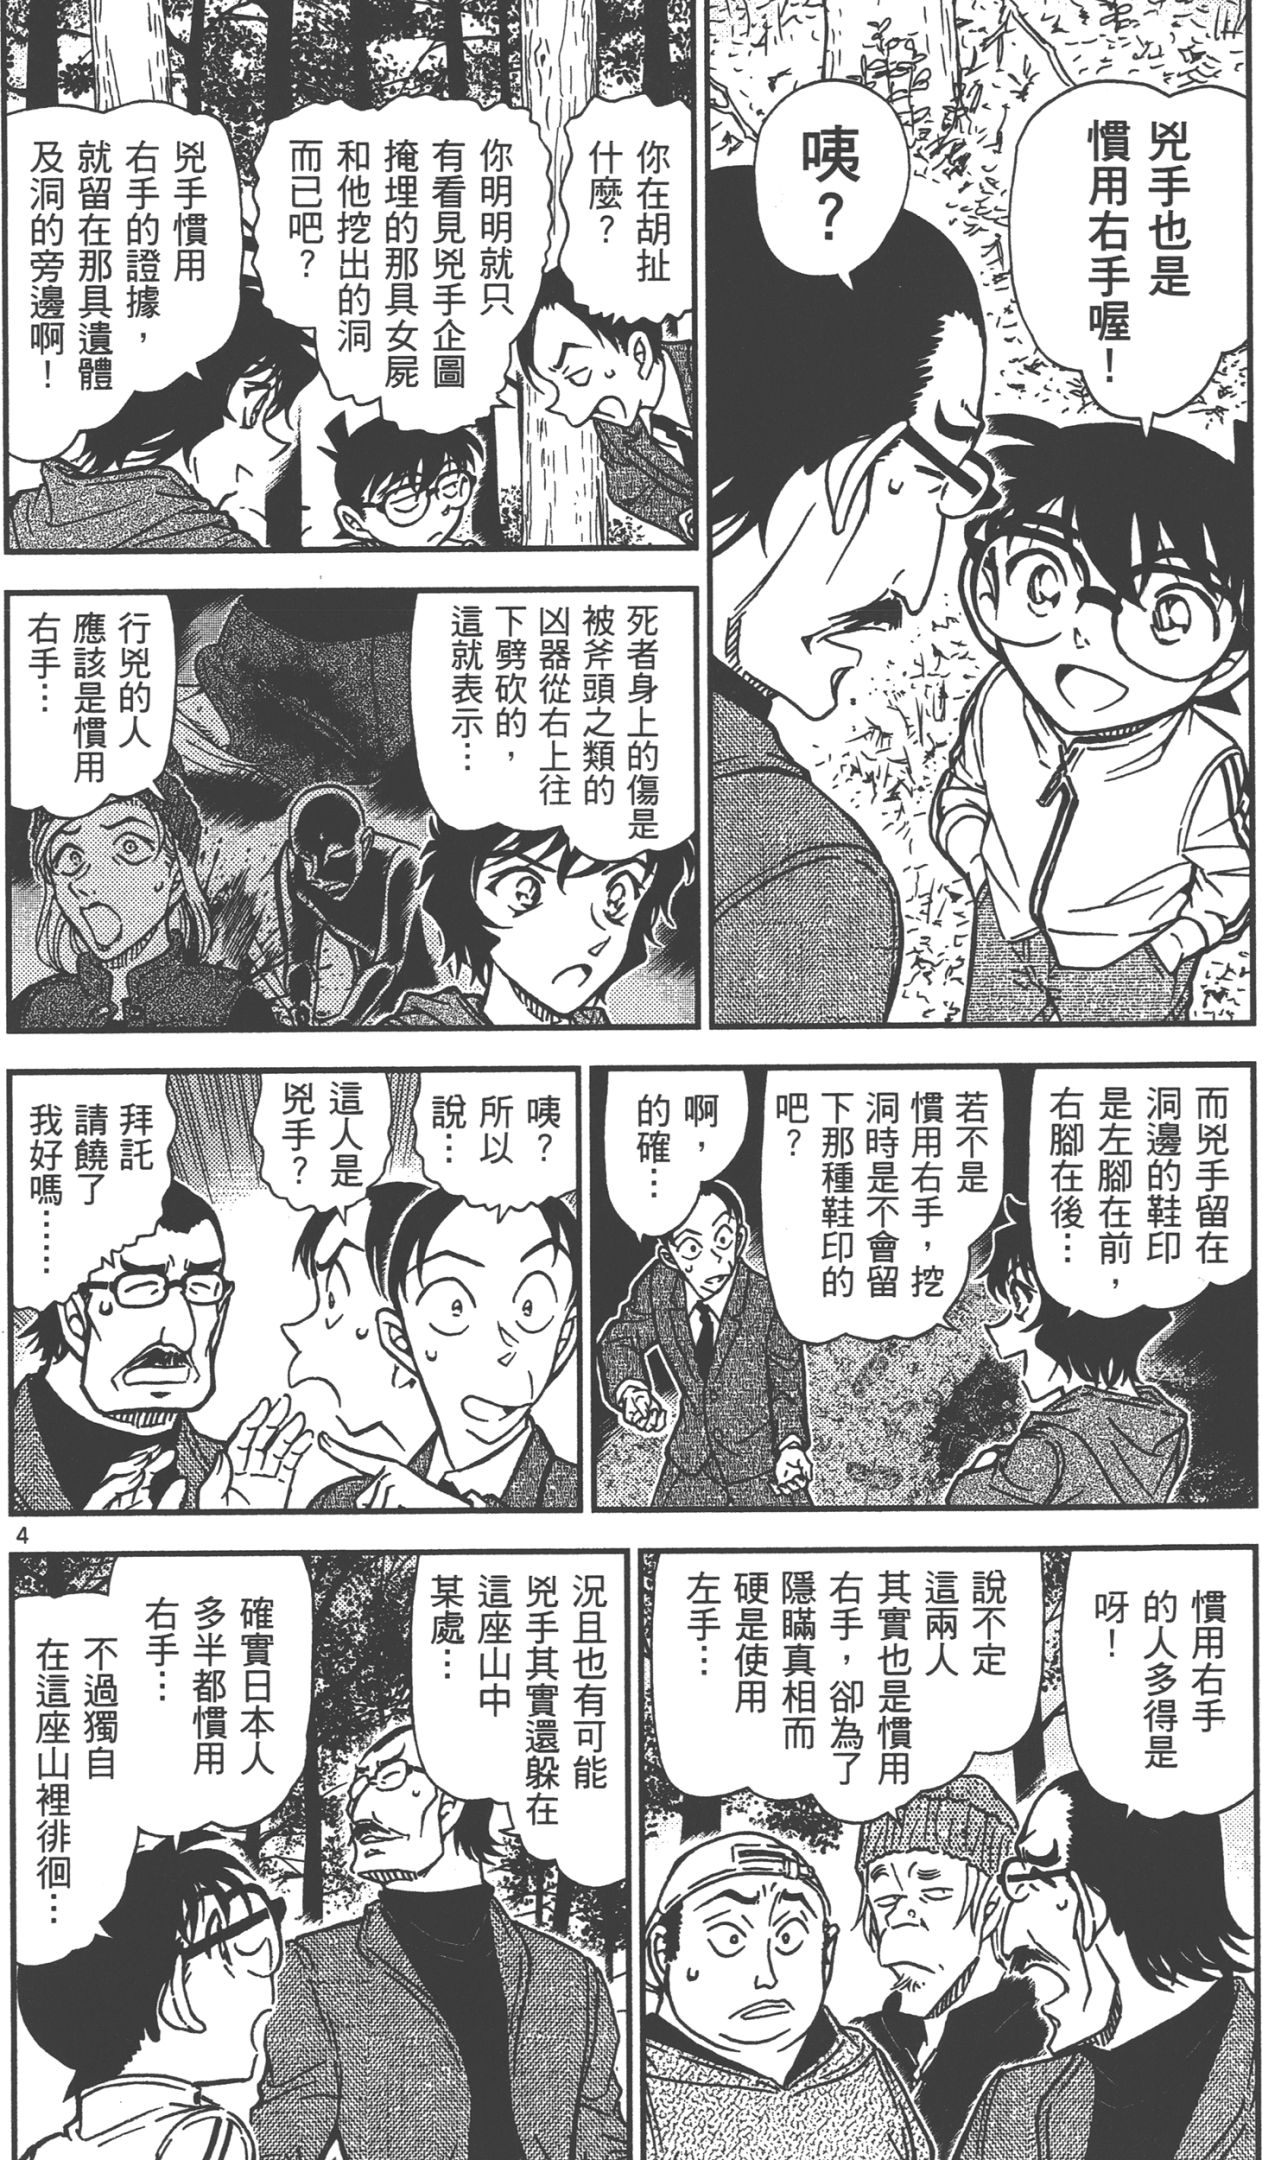 兇手也是
慣用右手喔！
咦？
你在胡扯
什麼？
你明明就只
有看見兇手企圖
掩埋的那具女屍
和他挖出的洞
而已吧？
兇手慣用
右手的證據，
就留在那具遺體
及洞的旁邊啊！
死者身上的傷是
被斧頭之類的
凶器從右上往
下劈砍的，
這就表示…
行兇的人
應該是慣用
右手…
而兇手留在
洞邊的鞋印
是左腳在前，
右腳在後…
若不是
慣用右手，挖
洞時是不會留
下那種鞋印的
吧？
啊，
的確…
咦？
所以
說…
這人是
兇手？
拜託
請饒了
我好嗎……
4
慣用右手
的人多得是
呀！
說不定
這兩人
其實也是慣用
右手，卻為了
隱瞞真相而
硬是使用
左手…
況且也有可能
兇手其實還躲在
這座山中
某處…
確實日本人
多半都慣用
右手…
不過獨自
在這座山裡徘徊…